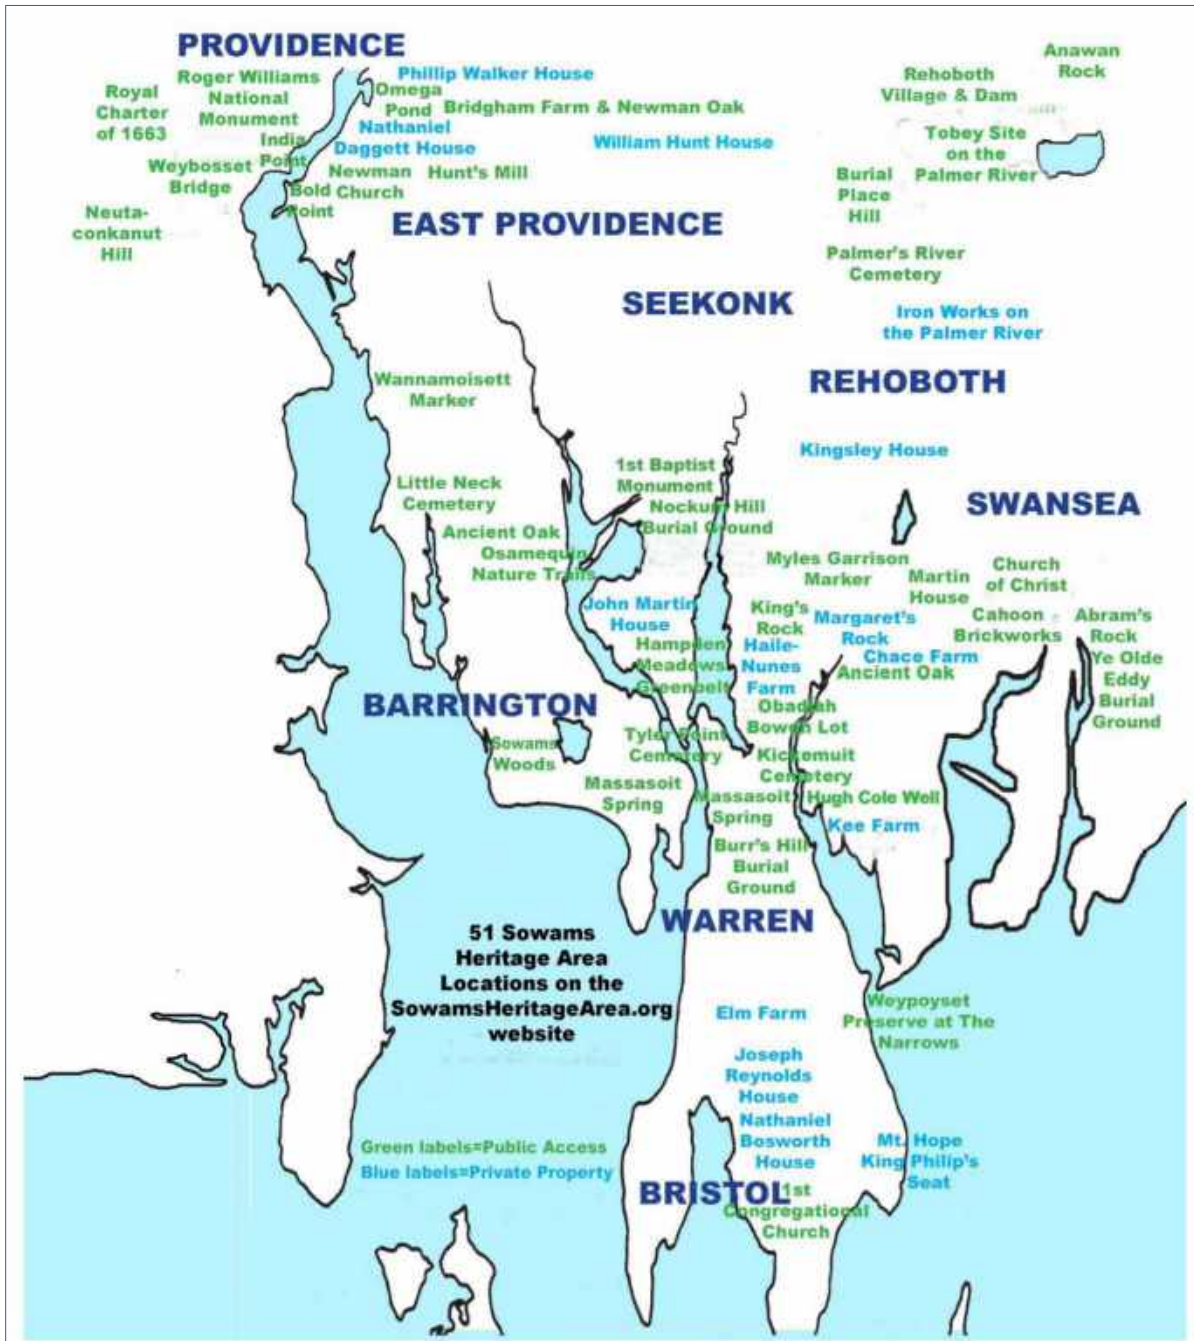 PROVIDENCE
Phillip Walker House
Anawan
Rock
Roger Williams
National
Monument
Royal
Charter
of 1663
Omega
Pond
Bridgham Farm & Newman Oak
Rehoboth
Village & Dam
Nathaniel
Daggett House
William Hunt House
Tobey Site
on the
Palmer River
India
Point
Weybosset
Bridge
Newman
Church
Hunt's Mill
Burial
Place
Hill
Bold
Point
Neuta-
conkanut
Hill
EAST PROVIDENCE
Palmer's River
Cemetery
SEEKONK
Iron Works on
the Palmer River
Wannamoisett
Marker
REHOBOTH
Kingsley House
1st Baptist
Monument
Little Neck
Cemetery
Nockum Hill
Burial Ground
SWANSEA
Ancient Oak
Osamequin
Nature Trails
Myles Garrison
Marker
Church
of Christ
Martin
House
John Martin
House
King's
Rock
Margaret's
Rock
Cahoon
Brickworks
Abram's
Rock
Hampden
Meadows
Greenbelt
Haile-
Nunes
Farm
Chace Farm
Ancient Oak
Ye Olde
Eddy
Burial
Ground
BARRINGTON
Obadiah
Bowen Lot
Sowams
Woods
Tyler Point
Cemetery
Kickemuit
Cemetery
Massasoit
Spring
Massasoit
Spring
Hugh Cole Well
Kee Farm
Burr's Hill
Burial
Ground
WARREN
51 Sowams
Heritage Area
Locations on the
SowamsHeritageArea.org
website
Weypoyset
Preserve at The
Narrows
Elm Farm
Joseph
Reynolds
House
Nathaniel
Bosworth
House
Mt. Hope
King Philip's
Seat
Green labels=Public Access
Blue labels=Private Property
BRISTOL
1st
Congregational
Church